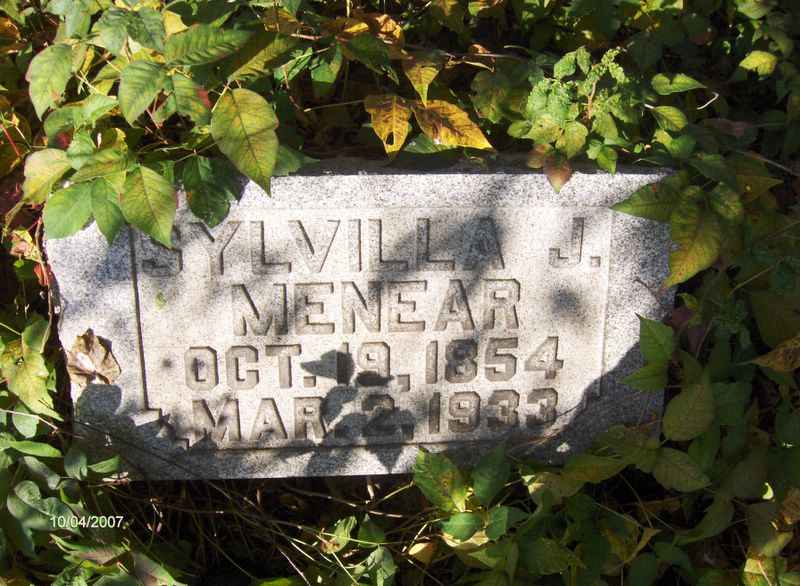 SYLVILLA J.
MENEAR
OCT. 19, 1854
MAR. 2, 1933
10/04/2007